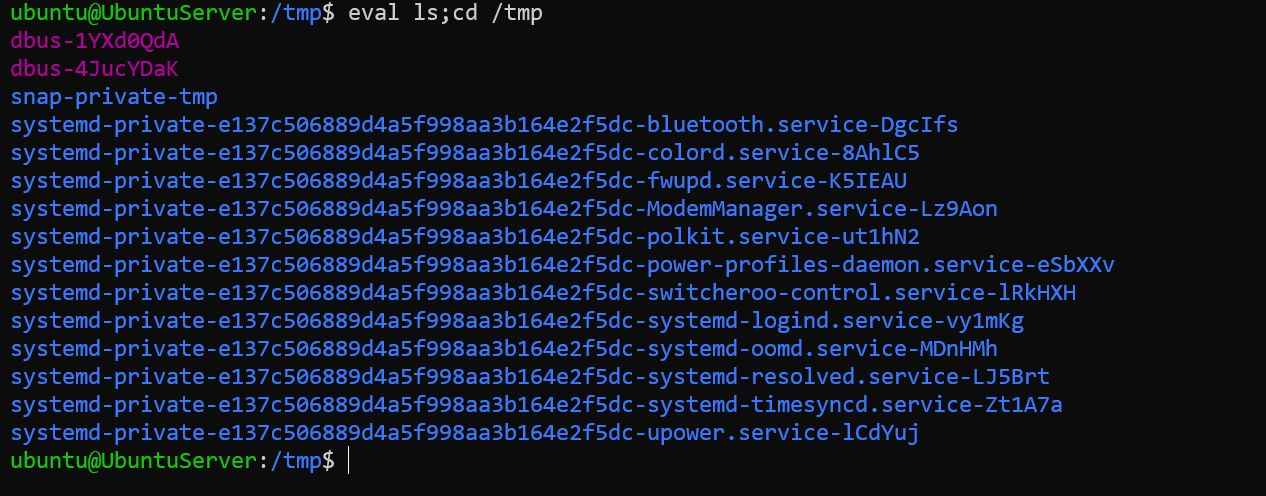 ubuntu@UbuntuServer:/tmp$ eval ls;cd /tmp
dbus-1YXd0QdA
dbus-4JucYDaK
snap-private-tmp
systemd-private-e137c506889d4a5f998aa3b164e2f5dc-bluetooth.service-DgcIfs
systemd-private-e137c506889d4a5f998aa3b164e2f5dc-colord.service-8AhlC5
systemd-private-e137c506889d4a5f998aa3b164e2f5dc-fwupd.service-K5IEAU
systemd-private-e137c506889d4a5f998aa3b164e2f5dc-ModemManager.service-Lz9Aon
systemd-private-e137c506889d4a5f998aa3b164e2f5dc-polkit.service-ut1hN2
systemd-private-e137c506889d4a5f998aa3b164e2f5dc-power-profiles-daemon.service-eSbXXv
systemd-private-e137c506889d4a5f998aa3b164e2f5dc-switcheroo-control.service-lRkHXH
systemd-private-e137c506889d4a5f998aa3b164e2f5dc-systemd-logind.service-vy1mKg
systemd-private-e137c506889d4a5f998aa3b164e2f5dc-systemd-oomd.service-MDnHMh
systemd-private-e137c506889d4a5f998aa3b164e2f5dc-systemd-resolved.service-LJ5Brt
systemd-private-e137c506889d4a5f998aa3b164e2f5dc-systemd-timesyncd.service-Zt1A7a
systemd-private-e137c506889d4a5f998aa3b164e2f5dc-upower.service-lCdYuj
ubuntu@UbuntuServer:/tmp$